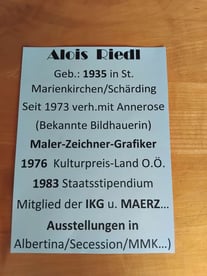 Alois Riedl
Geb.: 1935 in St.
Marienkirchen/Schärding
Seit 1973 verh.mit Annerose
(Bekannte Bildhauerin)
Maler-Zeichner-Grafiker
1976 Kulturpreis-Land O.Ö.
1983 Staatsstipendium
Mitglied der IKG u. MAERZ...
Ausstellungen in
Albertina/Secession/MMK...)